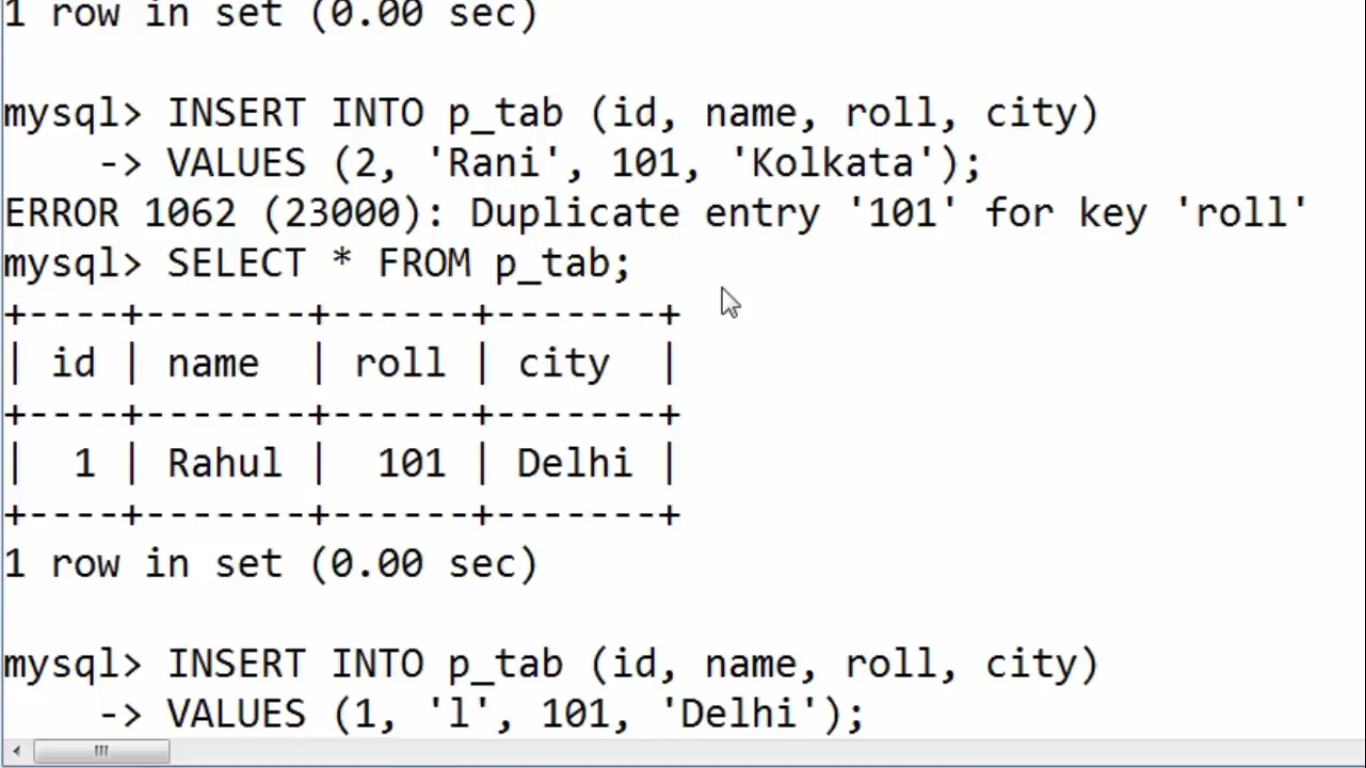 1 row in set (0.00 sec)
mysql> INSERT INTO p_tab (id, name, roll, city)
    -> VALUES (2, 'Rani', 101, 'Kolkata');
ERROR 1062 (23000): Duplicate entry '101' for key 'roll'
mysql> SELECT * FROM p_tab;
+----+-------+------+-------+
| id | name  | roll | city  |
+----+-------+------+-------+
|  1 | Rahul |  101 | Delhi |
+----+-------+------+-------+
1 row in set (0.00 sec)
mysql> INSERT INTO p_tab (id, name, roll, city)
    -> VALUES (1, 'l', 101, 'Delhi');